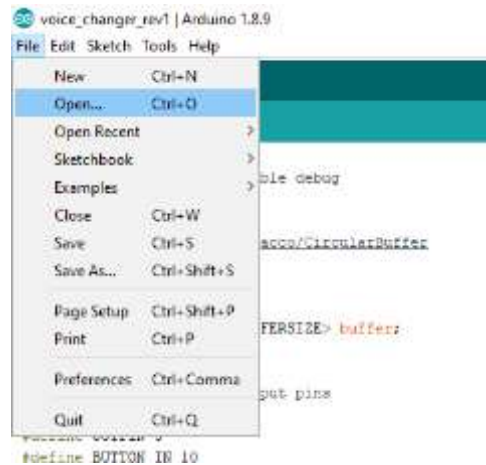 voice_changer_rev1 | Arduino 1.8.9
File Edit Sketch Tools Help
New Ctrl+N
Open... Ctrl+O
Open Recent >
Sketchbook >
Examples >
ble debug
Close Ctrl+W
Save Ctrl+S
acco/CircularBuffer
Save As... Ctrl+Shift+S
Page Setup Ctrl+Shift+P
FERSIZE> buffer;
Print Ctrl+P
Preferences Ctrl+Comma
put pins
Quit Ctrl+Q
#define BUTTON IN 10